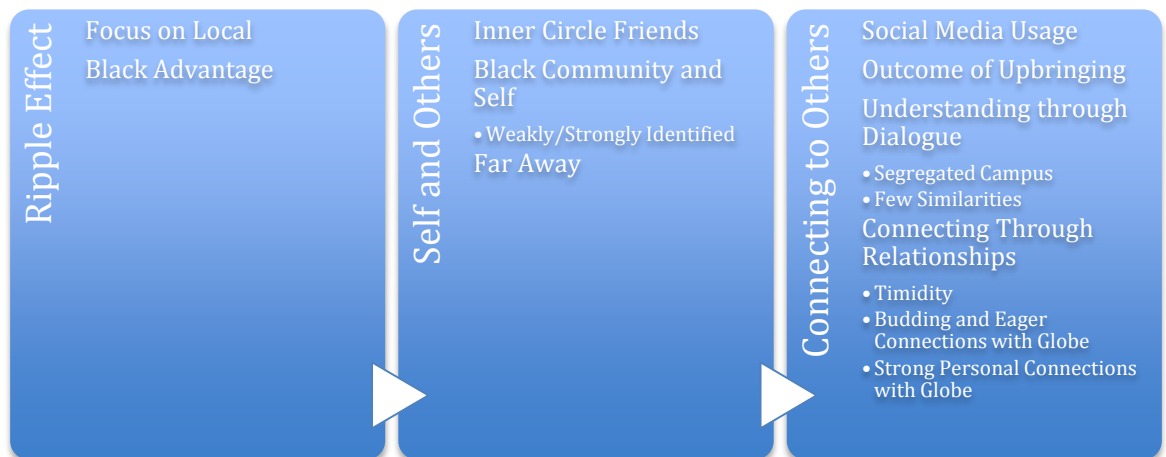 Ripple Effect
Focus on Local
Black Advantage
Self and Others
Inner Circle Friends
Black Community and
Self
• Weakly/Strongly Identified
Far Away
Connecting to Others
Social Media Usage
Outcome of Upbringing
Understanding through
Dialogue
• Segregated Campus
• Few Similarities
Connecting Through
Relationships
• Timidity
• Budding and Eager
Connections with Globe
• Strong Personal Connections
with Globe